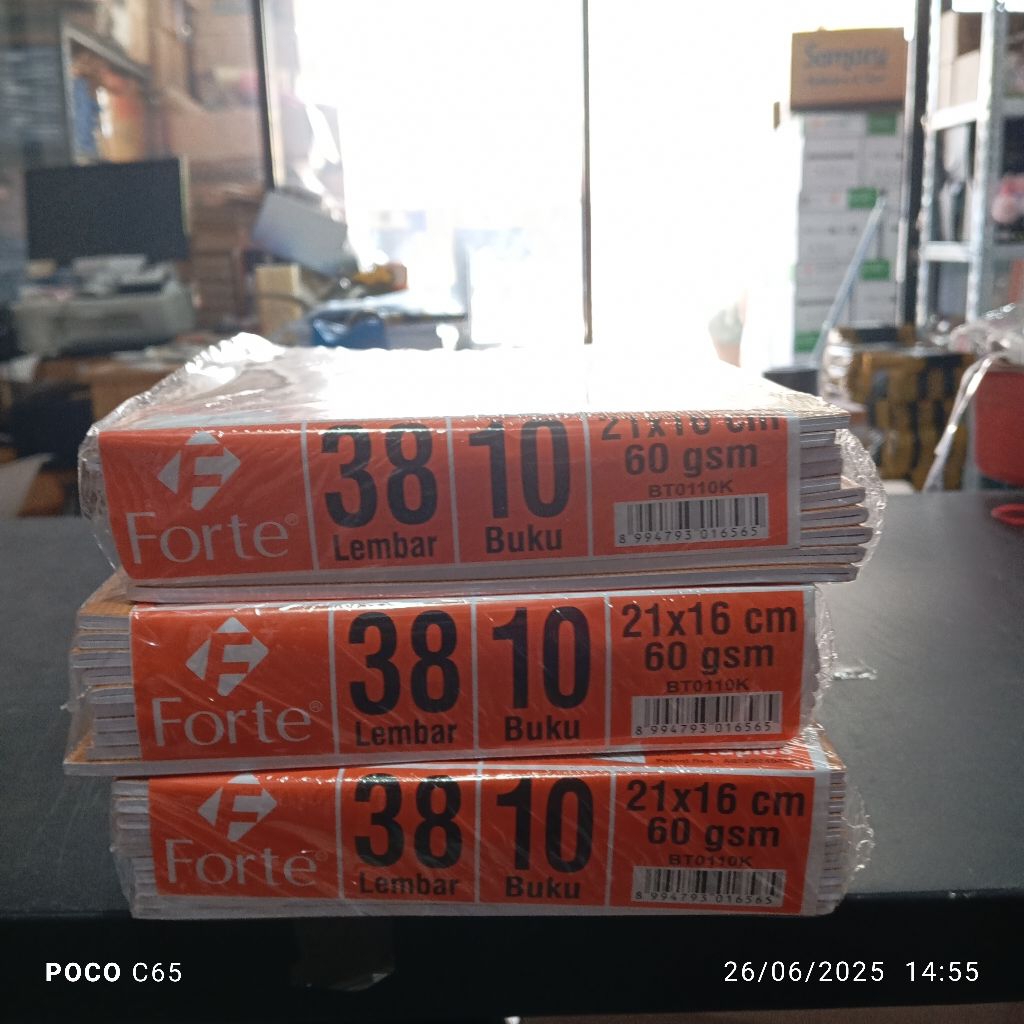 Sampay
Forte®
38
Lembar
10
Buku
21x16 cm
60 gsm
BT0110K
8 994793 016565
Forte®
38
Lembar
10
Buku
21x16 cm
60 gsm
BT0110K
8 994793 016565
Forte®
38
Lembar
10
Buku
21x16 cm
60 gsm
BT0110K
8 994793 016565
POCO C65
26/06/2025 14:55